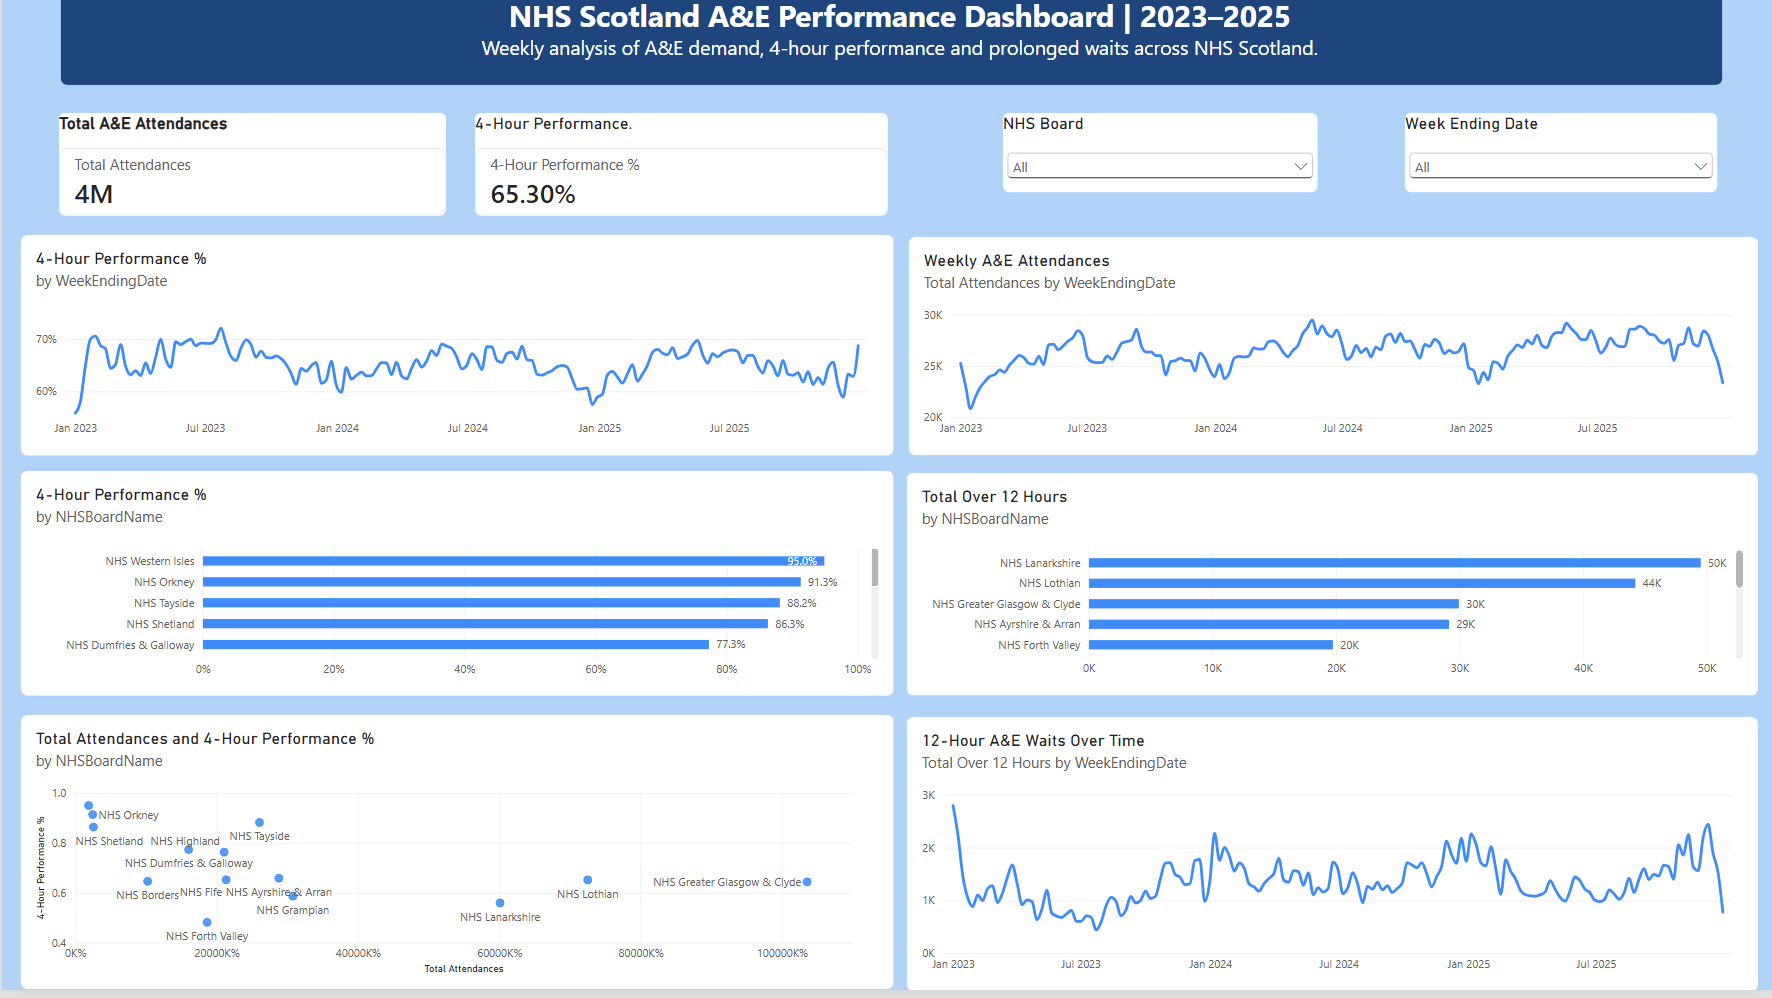 NHS Scotland A&E Performance Dashboard | 2023–2025
Weekly analysis of A&E demand, 4-hour performance and prolonged waits across NHS Scotland.
Total A&E Attendances
Total Attendances
4M
4-Hour Performance.
4-Hour Performance %
65.30%
NHS Board
All
Week Ending Date
All
4-Hour Performance %
by WeekEndingDate
70%
60%
Jan 2023
Jul 2023
Jan 2024
Jul 2024
Jan 2025
Jul 2025
Weekly A&E Attendances
Total Attendances by WeekEndingDate
30K
25K
20K
Jan 2023
Jul 2023
Jan 2024
Jul 2024
Jan 2025
Jul 2025
4-Hour Performance %
by NHSBoardName
NHS Western Isles 95.0%
NHS Orkney 91.3%
NHS Tayside 88.2%
NHS Shetland 86.3%
NHS Dumfries & Galloway 77.3%
0%
20%
40%
60%
80%
100%
Total Over 12 Hours
by NHSBoardName
NHS Lanarkshire 50K
NHS Lothian 44K
NHS Greater Glasgow & Clyde 30K
NHS Ayrshire & Arran 29K
NHS Forth Valley 20K
0K
10K
20K
30K
40K
50K
Total Attendances and 4-Hour Performance %
by NHSBoardName
4-Hour Performance %
1.0
0.8
0.6
0.4
NHS Orkney
NHS Shetland
NHS Highland
NHS Tayside
NHS Dumfries & Galloway
NHS Borders
NHS Fife
NHS Ayrshire & Arran
NHS Grampian
NHS Forth Valley
NHS Lanarkshire
NHS Lothian
NHS Greater Glasgow & Clyde
0K%
20000K%
40000K%
60000K%
80000K%
100000K%
Total Attendances
12-Hour A&E Waits Over Time
Total Over 12 Hours by WeekEndingDate
3K
2K
1K
0K
Jan 2023
Jul 2023
Jan 2024
Jul 2024
Jan 2025
Jul 2025